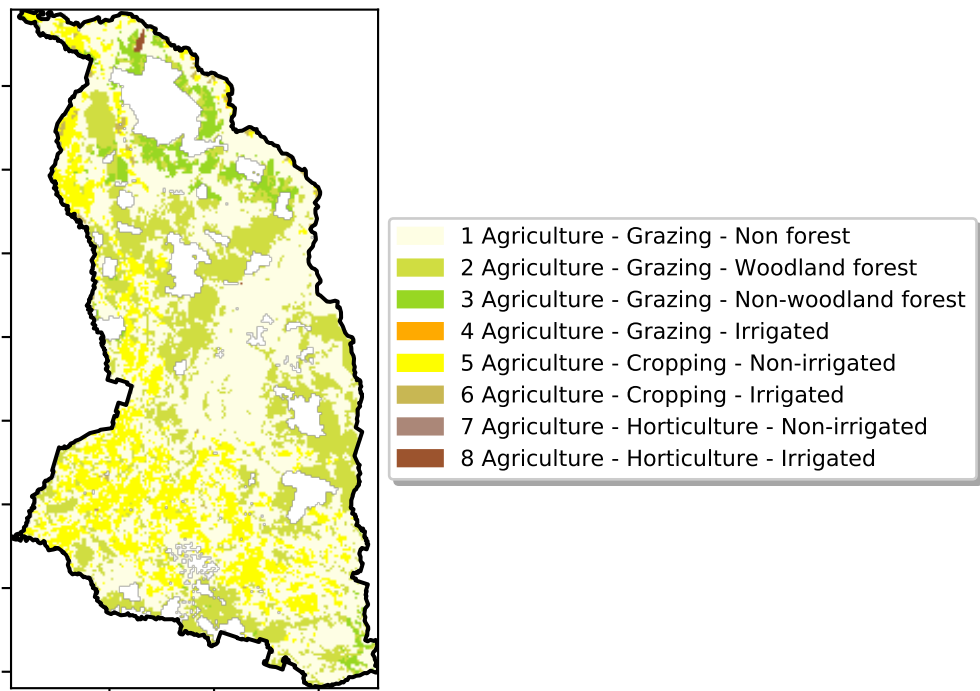 1 Agriculture - Grazing - Non forest
2 Agriculture - Grazing - Woodland forest
3 Agriculture - Grazing - Non-woodland forest
4 Agriculture - Grazing - Irrigated
5 Agriculture - Cropping - Non-irrigated
6 Agriculture - Cropping - Irrigated
7 Agriculture - Horticulture - Non-irrigated
8 Agriculture - Horticulture - Irrigated